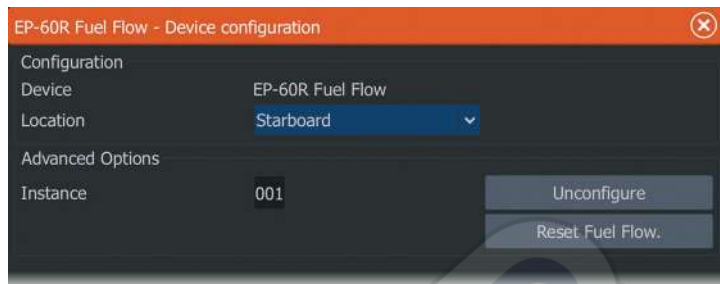 EP-60R Fuel Flow - Device configuration
Configuration
Device EP-60R Fuel Flow
Location Starboard
Advanced Options
Instance 001 Unconfigure
Reset Fuel Flow.